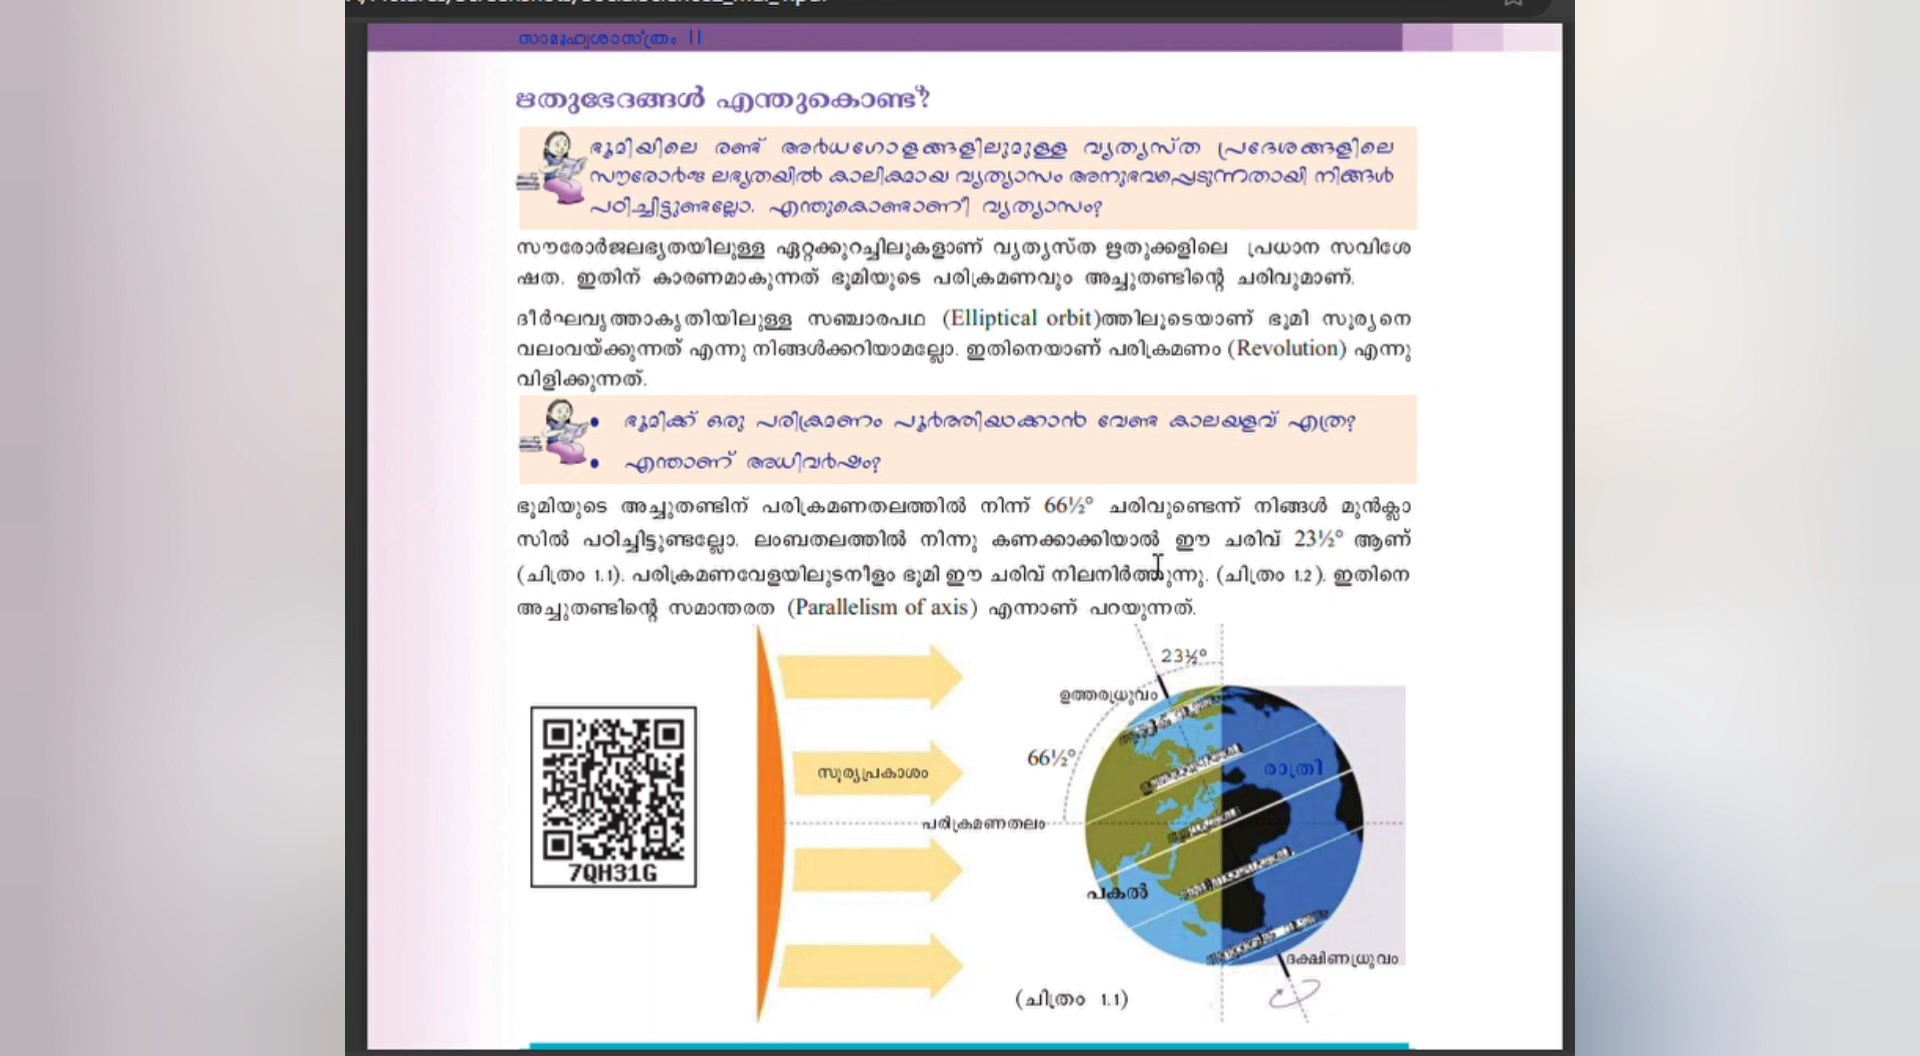 സാമൂഹ്യശാസ്ത്രം II
ഋതുഭേദങ്ങൾ എന്തുകൊണ്ട്?
ഭൂമിയിലെ രണ്ട് അർധഗോളങ്ങളിലുമുള്ള വ്യത്യസ്ത പ്രദേശങ്ങളിലെ
സൗരോർജ ലഭ്യതയിൽ കാലികമായ വ്യത്യാസം അനുഭവപ്പെടുന്നതായി നിങ്ങൾ
പഠിച്ചിട്ടുണ്ടല്ലോ. എന്തുകൊണ്ടാണീ വ്യത്യാസം?
സൗരോർജലഭ്യതയിലുള്ള ഏറ്റക്കുറച്ചിലുകളാണ് വ്യത്യസ്ത ഋതുക്കളിലെ പ്രധാന സവിശേ
ഷത. ഇതിന് കാരണമാകുന്നത് ഭൂമിയുടെ പരിക്രമണവും അച്ചുതണ്ടിന്റെ ചരിവുമാണ്.
ദീർഘവൃത്താകൃതിയിലുള്ള സഞ്ചാരപഥ (Elliptical orbit)ത്തിലൂടെയാണ് ഭൂമി സൂര്യനെ
വലംവയ്ക്കുന്നത് എന്നു നിങ്ങൾക്കറിയാമല്ലോ. ഇതിനെയാണ് പരിക്രമണം (Revolution) എന്നു
വിളിക്കുന്നത്.
• ഭൂമിക്ക് ഒരു പരിക്രമണം പൂർത്തിയാക്കാൻ വേണ്ട കാലയളവ് എത്ര?
• എന്താണ് അധിവർഷം?
ഭൂമിയുടെ അച്ചുതണ്ടിന് പരിക്രമണതലത്തിൽ നിന്ന് 66½° ചരിവുണ്ടെന്ന് നിങ്ങൾ മുൻക്ലാ
സിൽ പഠിച്ചിട്ടുണ്ടല്ലോ. ലംബതലത്തിൽ നിന്നു കണക്കാക്കിയാൽ ഈ ചരിവ് 23½° ആണ്
(ചിത്രം 1.1). പരിക്രമണവേളയിലുടനീളം ഭൂമി ഈ ചരിവ് നിലനിർത്തുന്നു. (ചിത്രം 1.2). ഇതിനെ
അച്ചുതണ്ടിന്റെ സമാന്തരത (Parallelism of axis) എന്നാണ് പറയുന്നത്.
23½°
ഉത്തരധ്രുവം
66½°
രാത്രി
സൂര്യപ്രകാശം
പരിക്രമണതലം
പകൽ
ദക്ഷിണധ്രുവം
7QH31G
(ചിത്രം 1.1)